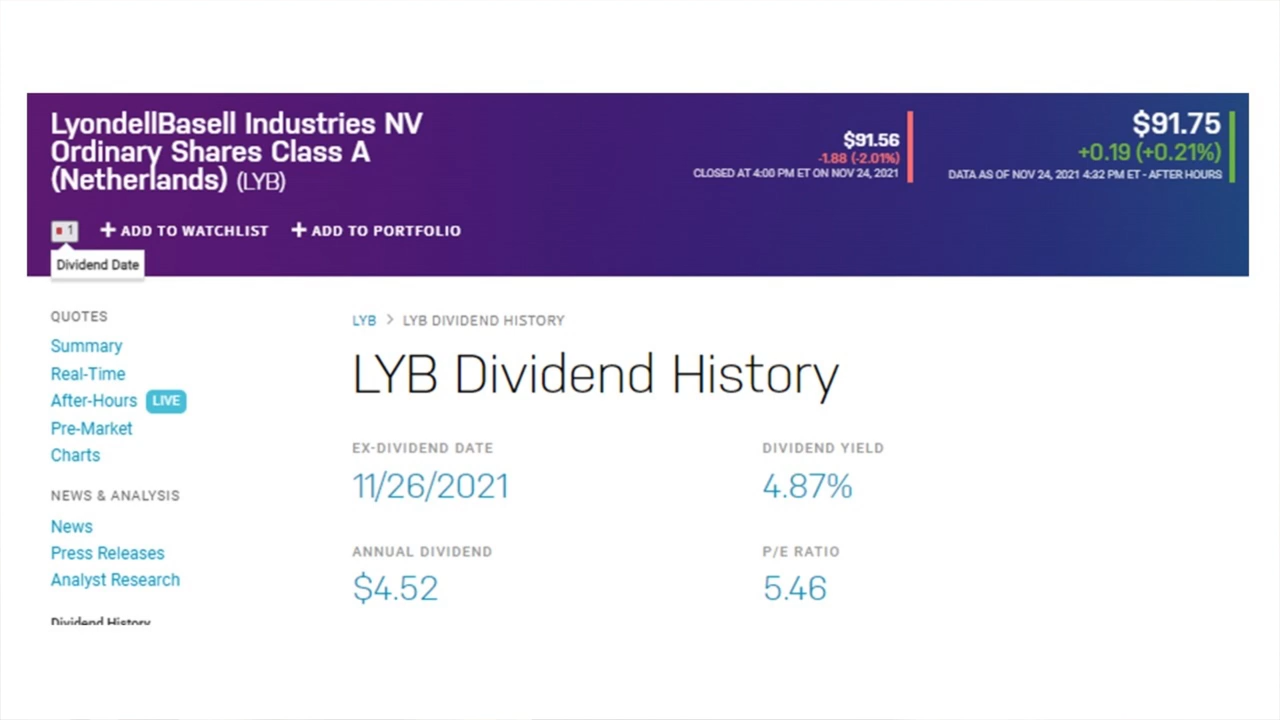 LyondellBasell Industries NV
Ordinary Shares Class A
(Netherlands) (LYB)
$91.56
-1.88 (-2.01%)
CLOSED AT 4:00 PM ET ON NOV 24, 2021
$91.75
+0.19 (+0.21%)
DATA AS OF NOV 24, 2021 4:32 PM ET - AFTER HOURS
1
+ ADD TO WATCHLIST + ADD TO PORTFOLIO
Dividend Date
QUOTES
Summary
Real-Time
After-Hours LIVE
Pre-Market
Charts
NEWS & ANALYSIS
News
Press Releases
Analyst Research
Dividend History
LYB > LYB DIVIDEND HISTORY
LYB Dividend History
EX-DIVIDEND DATE
11/26/2021
DIVIDEND YIELD
4.87%
ANNUAL DIVIDEND
$4.52
P/E RATIO
5.46